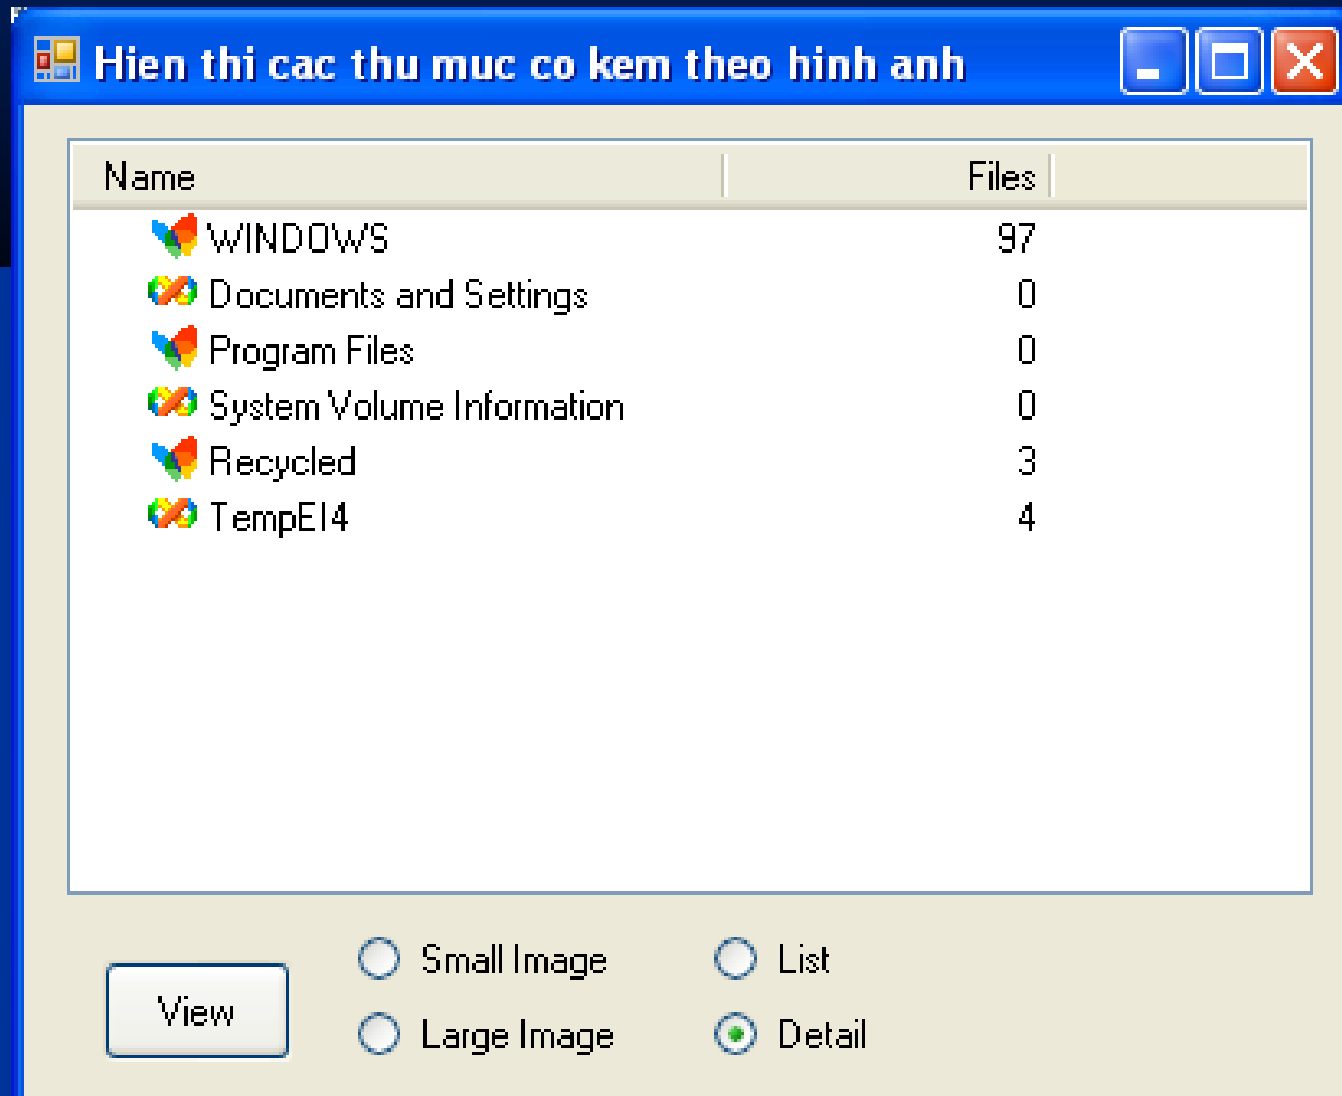 Hien thi cac thu muc co kem theo hinh anh
Name Files
WINDOWS 97
Documents and Settings 0
Program Files 0
System Volume Information 0
Recycled 3
TempEI4 4
Small Image List
View
Large Image Detail